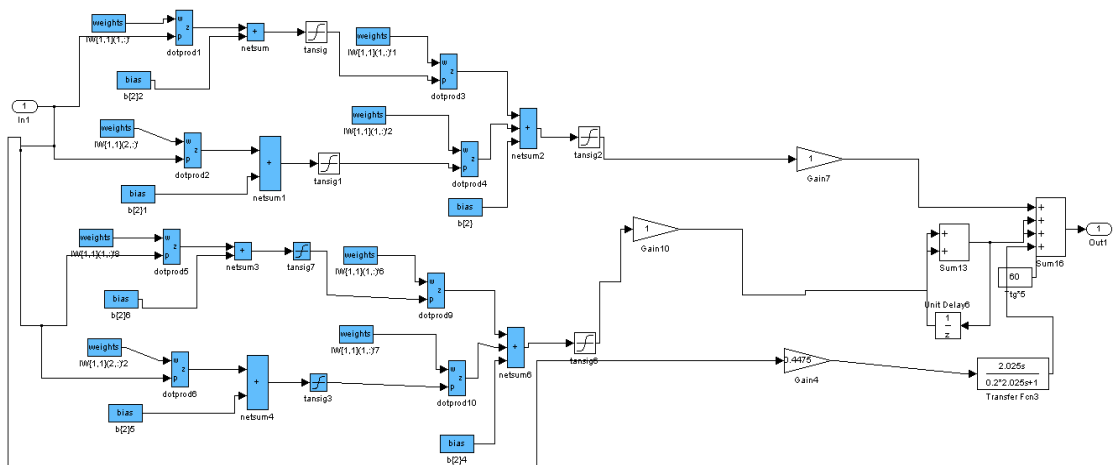 weights
w
z
p
dotprod1
IW[1,1](1,:)'
+
netsum
tansig
weights
IW[1,1](1,:)'1
w
z
p
dotprod3
bias
b[2]2
1
In1
weights
IW[1,1](2,:)'
w
z
p
dotprod2
+
netsum1
tansig1
bias
b[2]1
weights
IW[1,1](1,:)'2
w
z
p
dotprod4
+
netsum2
tansig2
bias
b[2]
1
Gain7
weights
IW[1,1](1,:)'8
w
z
p
dotprod5
+
netsum3
tansig7
bias
b[2]6
weights
IW[1,1](1,:)'6
w
z
p
dotprod9
1
Gain10
+
+
Sum13
Unit Delay6
1
z
+
+
+
+
Sum16
60
1
Out1
weights
IW[1,1](2,:)'2
w
z
p
dotprod6
+
netsum4
tansig3
bias
b[2]5
weights
IW[1,1](1,:)'7
w
z
p
dotprod10
+
netsum6
tansig6
bias
b[2]4
0.4475
Gain4
2.025s
0.2*2.025s+1
Transfer Fcn3